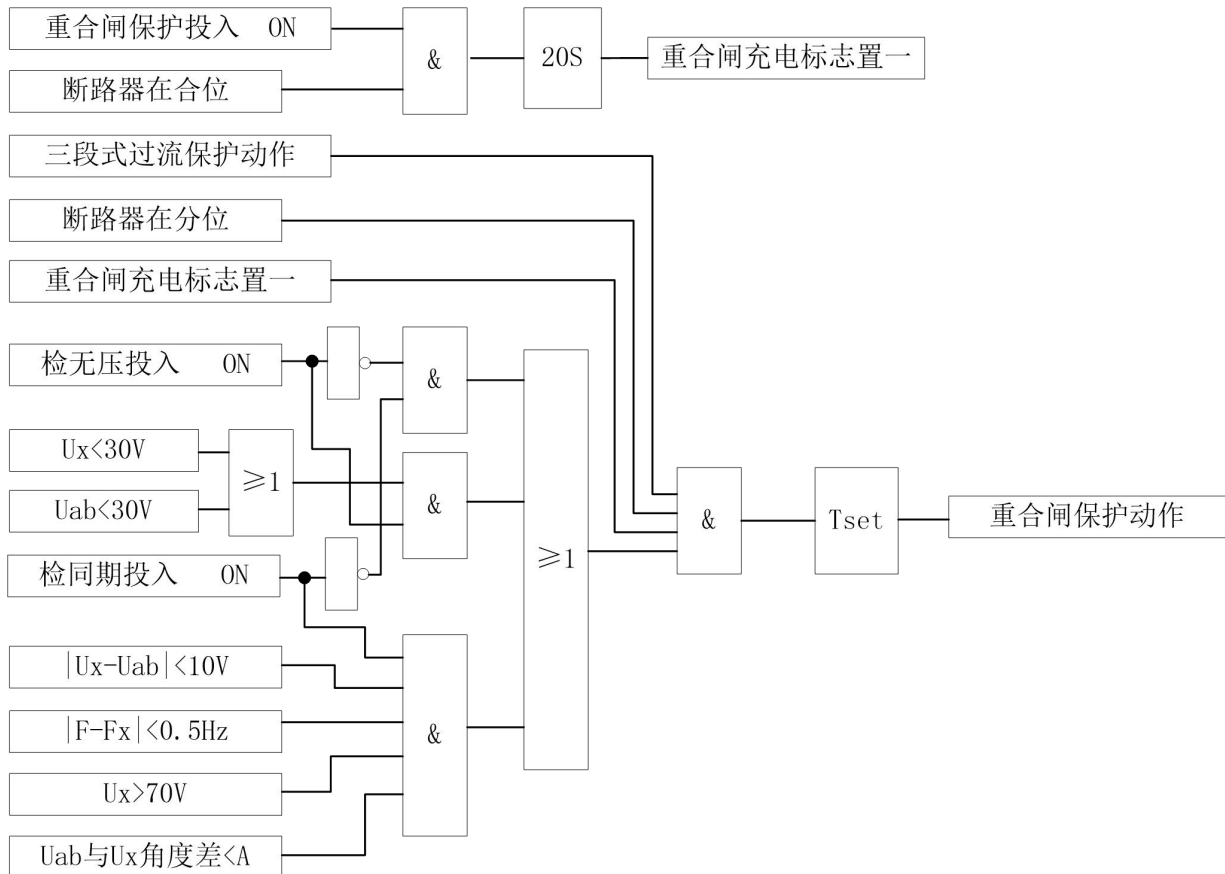 重合闸保护投入 ON
&
20S
重合闸充电标志置一
断路器在合位
三段式过流保护动作
断路器在分位
重合闸充电标志置一
检无压投入 ON
&
Ux<30V
≥1
&
Uab<30V
&
Tset
重合闸保护动作
≥1
检同期投入 ON
|Ux-Uab|<10V
|F-Fx|<0.5Hz
&
Ux>70V
Uab与Ux角度差<A